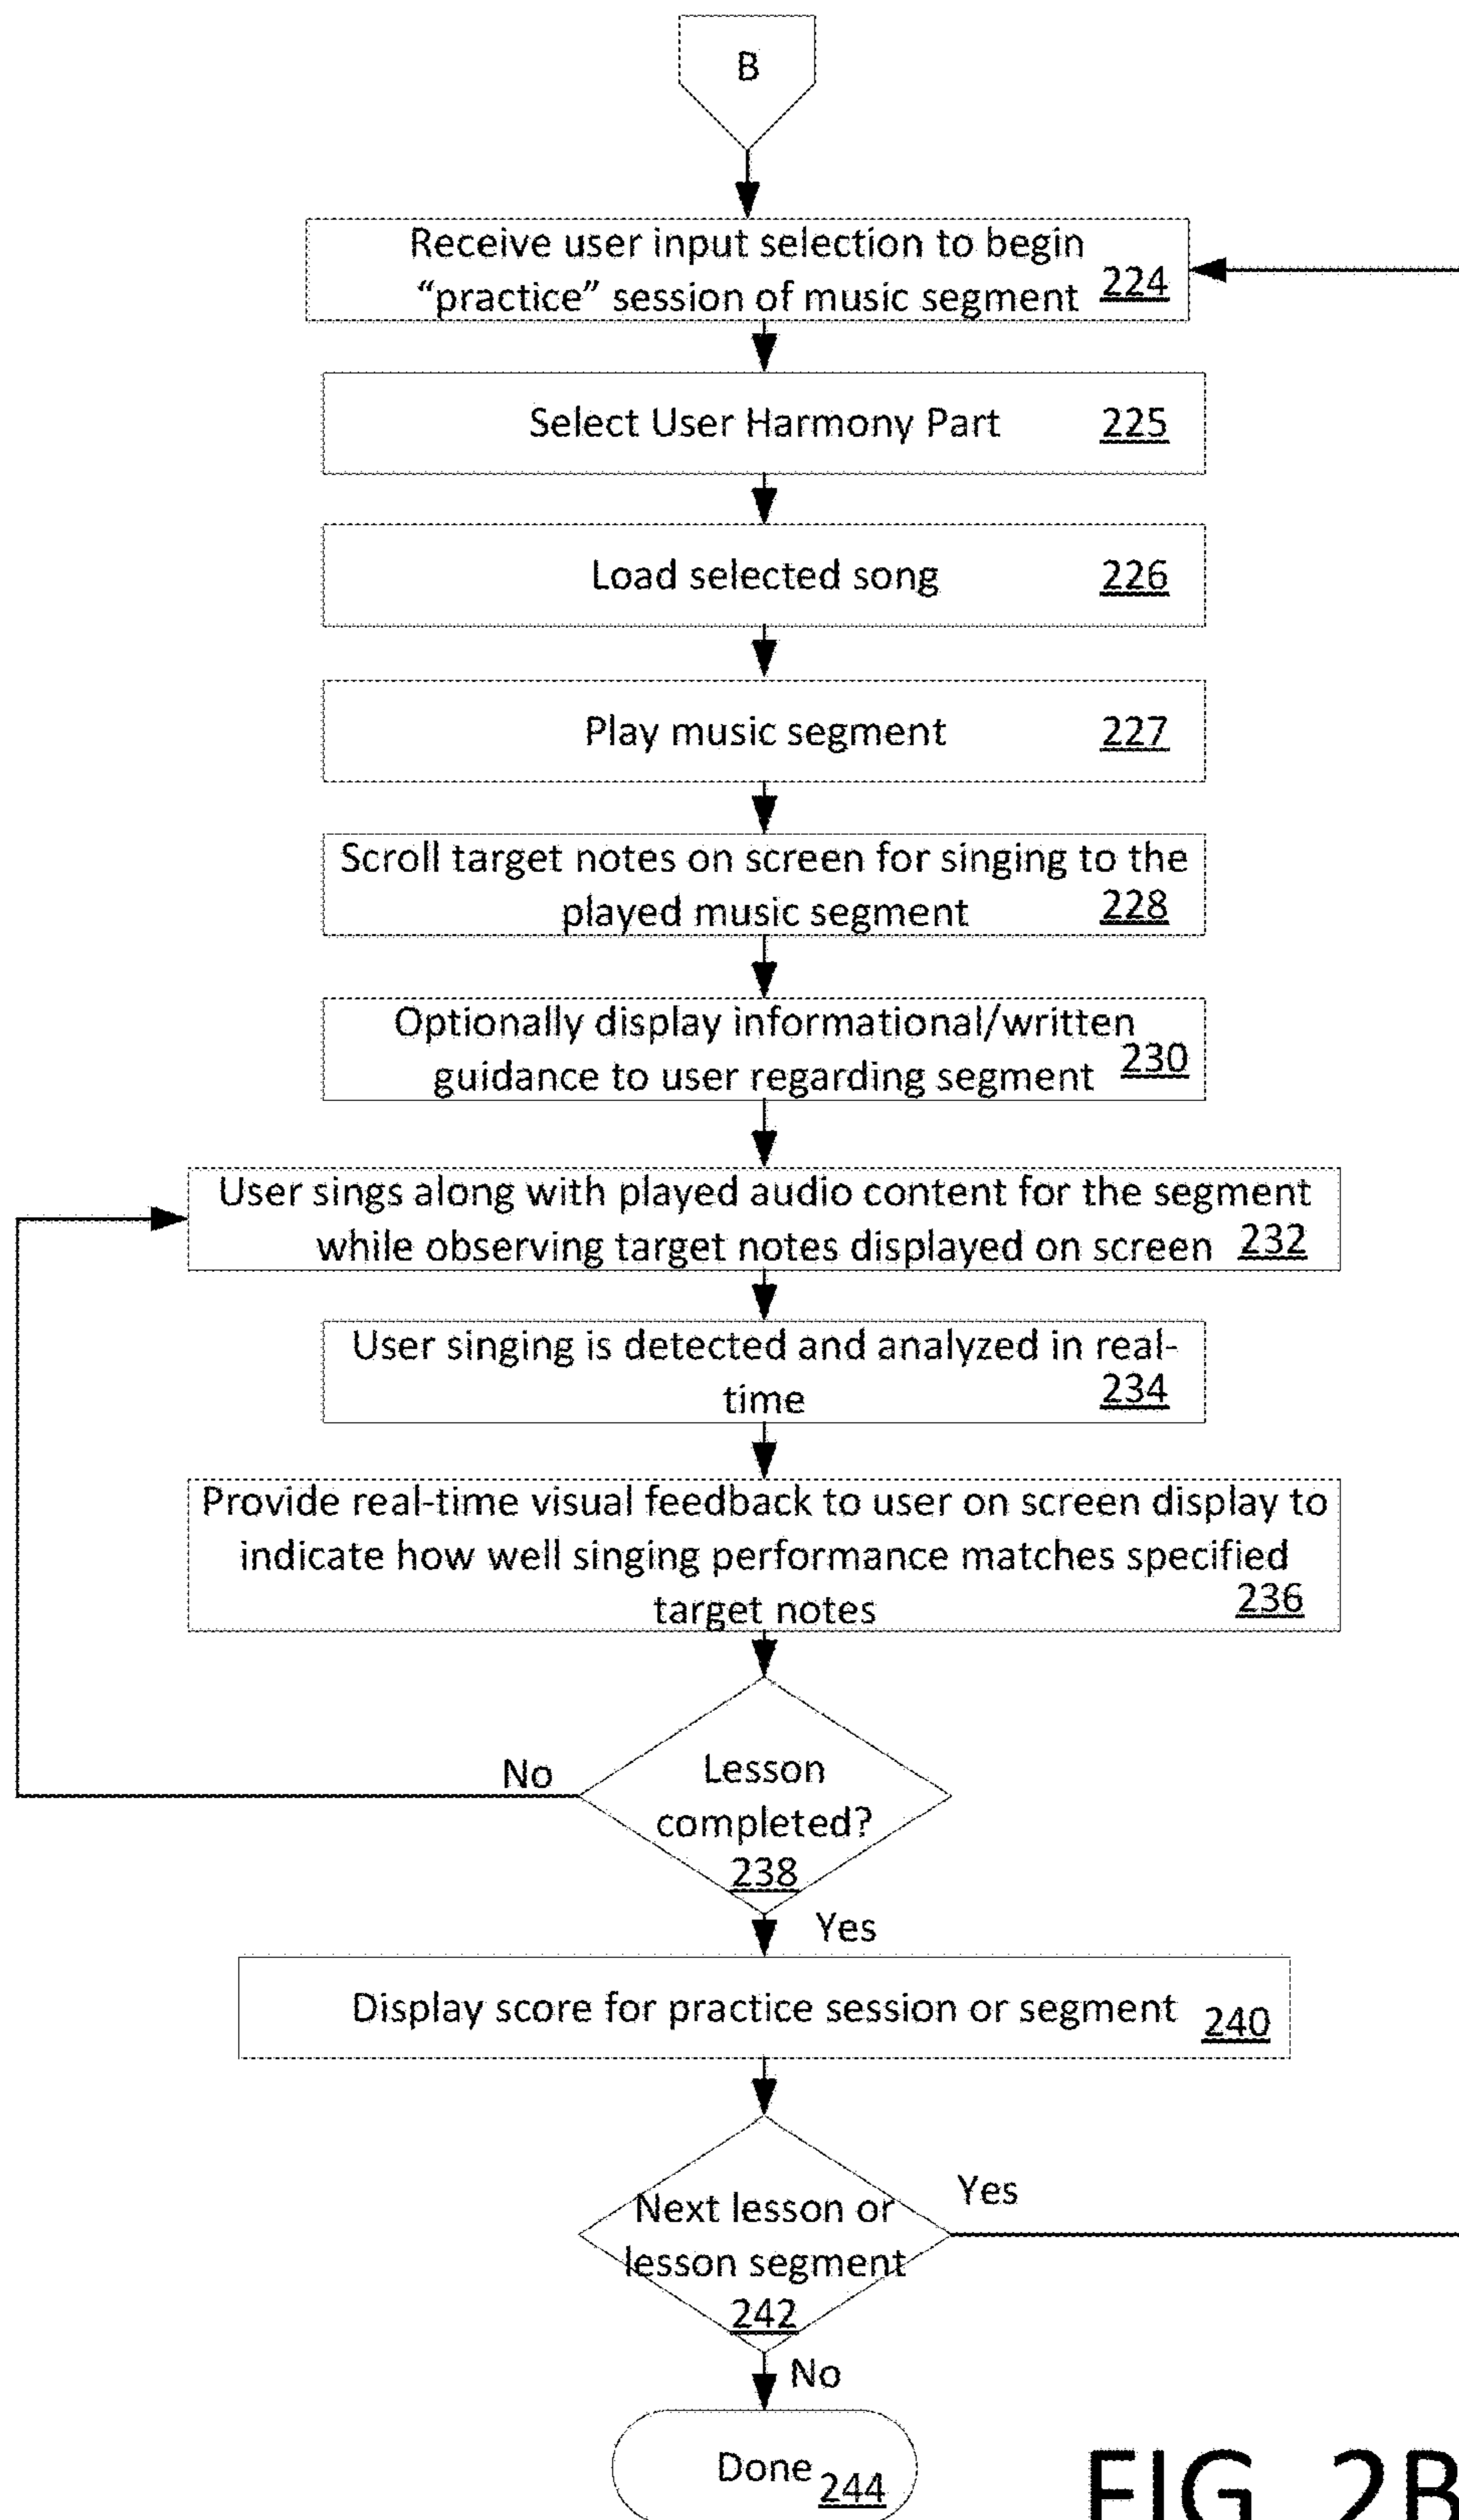 B
Receive user input selection to begin
“practice” session of music segment 224
Select User Harmony Part 225
Load selected song 226
Play music segment 227
Scroll target notes on screen for singing to the
played music segment 228
Optionally display informational/written
guidance to user regarding segment 230
User sings along with played audio content for the segment
while observing target notes displayed on screen 232
User singing is detected and analyzed in real-
time 234
Provide real-time visual feedback to user on screen display to
indicate how well singing performance matches specified
target notes 236
Lesson
completed?
238
No
Yes
Display score for practice session or segment 240
Next lesson or
lesson segment
242
Yes
No
Done 244
FIG. 2B